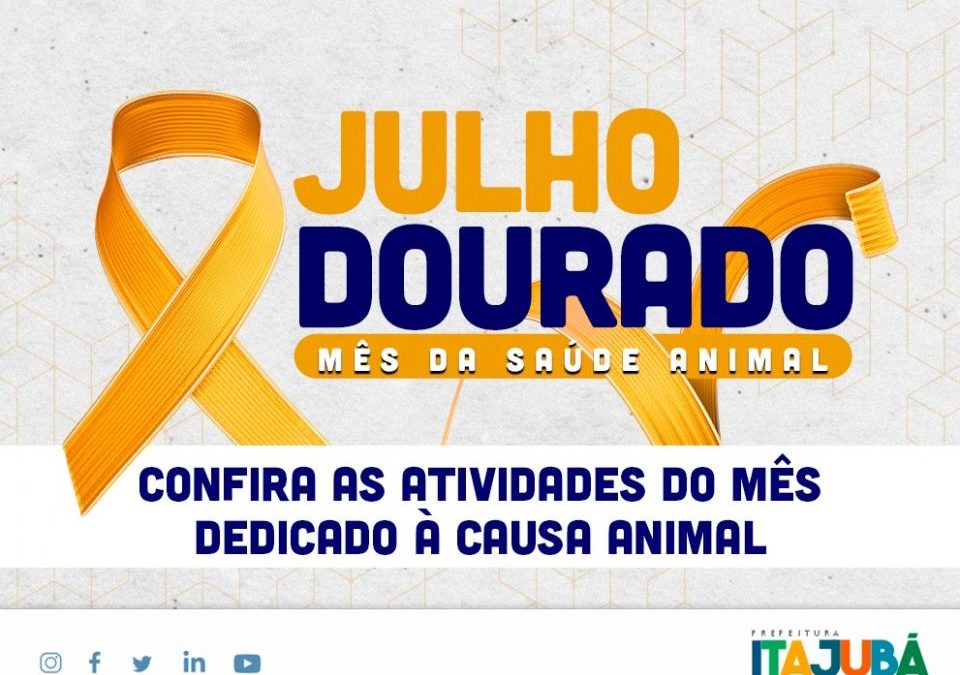 JULHO
DOURADO
MÊS DA SAÚDE ANIMAL
CONFIRA AS ATIVIDADES DO MÊS
DEDICADO À CAUSA ANIMAL
PREFEITURA
ITAJUBÁ